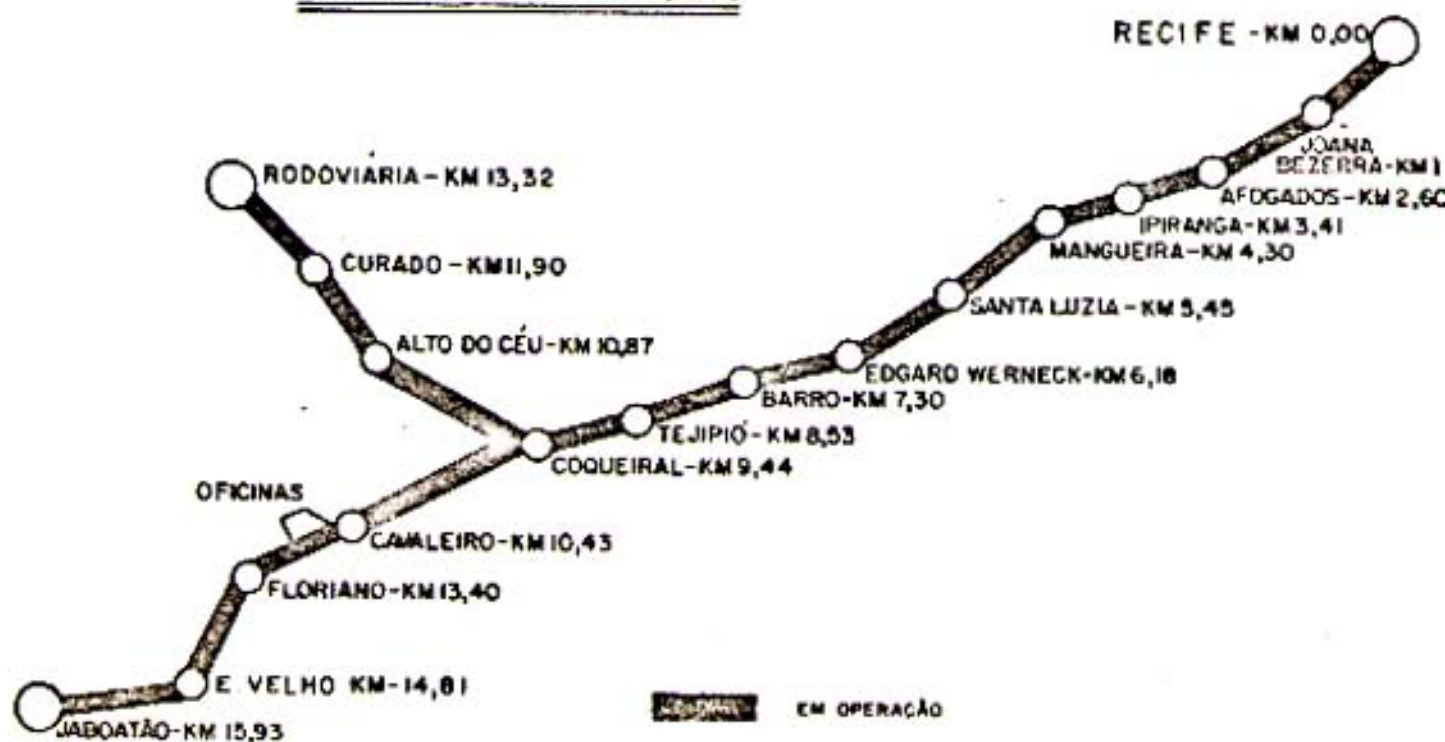 RECIFE - KM 0,00
JOANA
BEZERRA-KM 1
AFOGADOS-KM 2,60
IPIRANGA-KM 3,41
MANGUEIRA-KM 4,30
SANTA LUZIA-KM 5,45
EDGARD WERNECK-KM 6,18
BARRO-KM 7,30
TEJIPIÓ-KM 8,53
COQUEIRAL-KM 9,44
RODOVIÁRIA-KM 13,32
CURADO-KM 11,90
ALTO DO CÉU-KM 10,87
OFICINAS
CAVALEIRO-KM 10,43
FLORIANO-KM 13,40
E VELHO KM-14,81
JABOATÃO-KM 15,93
EM OPERAÇÃO